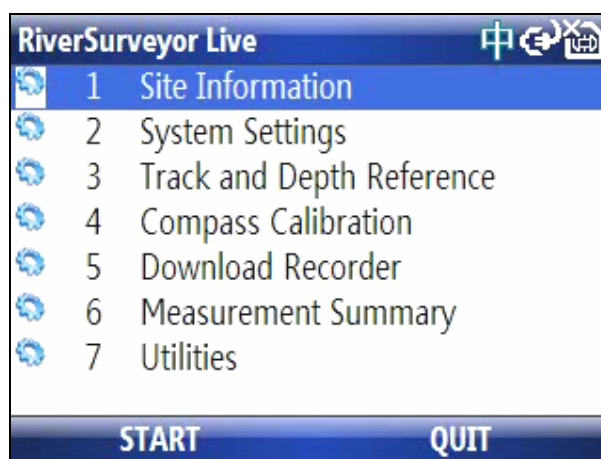 RiverSurveyor Live 中
1 Site Information
2 System Settings
3 Track and Depth Reference
4 Compass Calibration
5 Download Recorder
6 Measurement Summary
7 Utilities
START QUIT